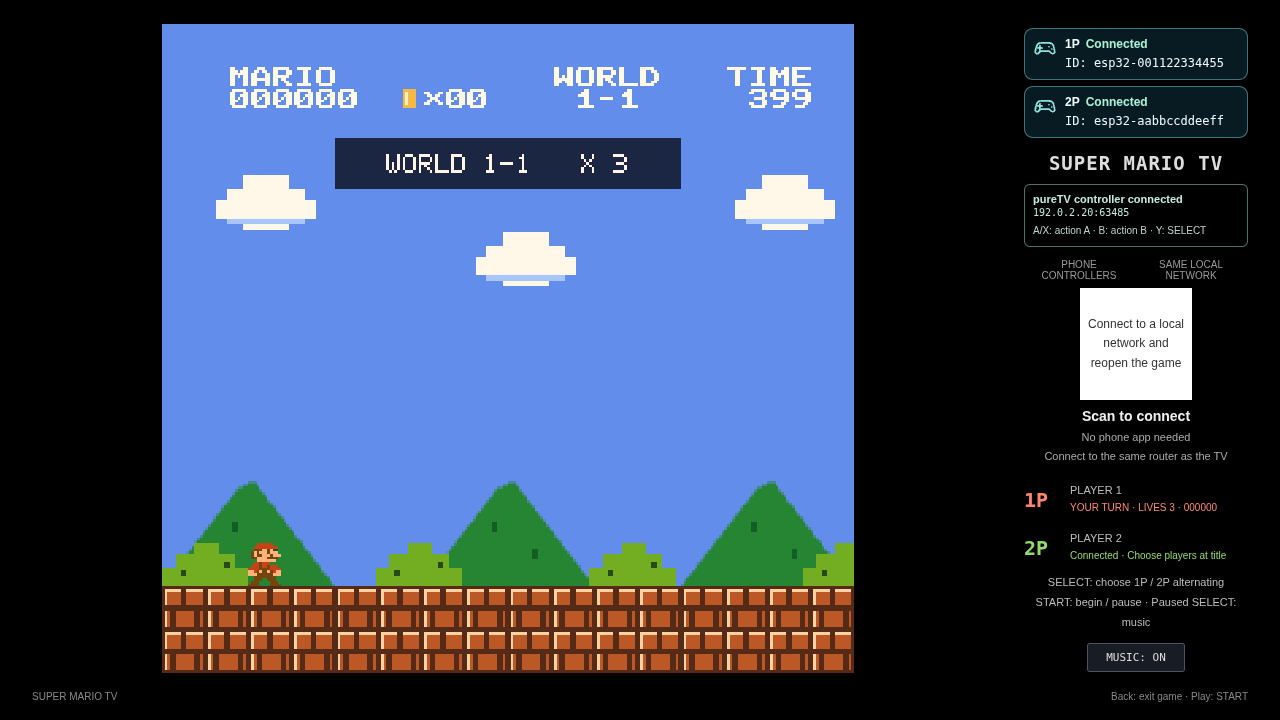 MARIO
WORLD
TIME
000000
x00
1-1
399
WORLD 1-1 X 3
1P Connected
ID: esp32-001122334455
2P Connected
ID: esp32-aabbccddeeff
SUPER MARIO TV
pureTV controller connected
192.0.2.20:63485
A/X: action A · B: action B · Y: SELECT
PHONE CONTROLLERS
SAME LOCAL NETWORK
Connect to a local
network and
reopen the game
Scan to connect
No phone app needed
Connect to the same router as the TV
1P
PLAYER 1
YOUR TURN · LIVES 3 · 000000
2P
PLAYER 2
Connected · Choose players at title
SELECT: choose 1P / 2P alternating
START: begin / pause · Paused SELECT:
music
MUSIC: ON
SUPER MARIO TV
Back: exit game · Play: START